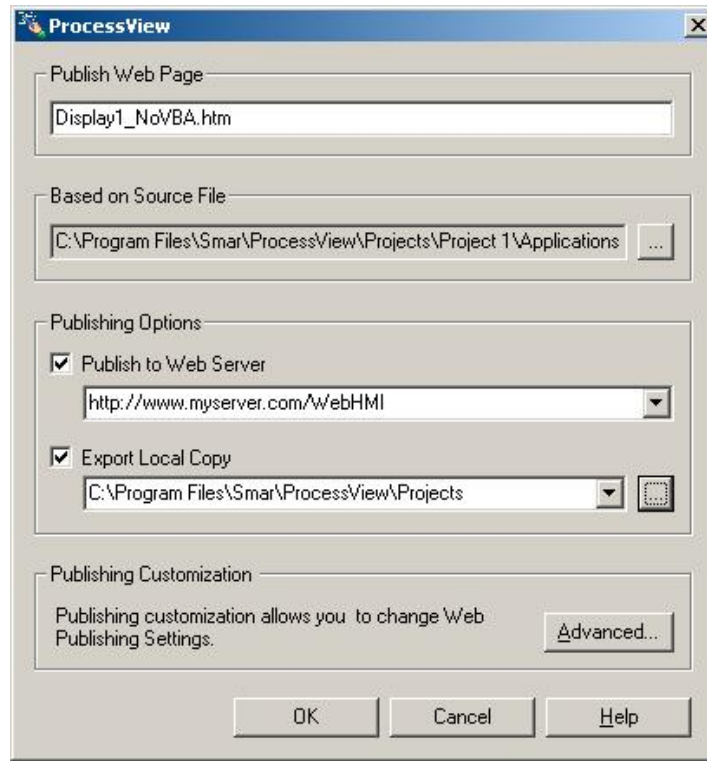 ProcessView
Publish Web Page
Display1_NoVBA.htm
Based on Source File
C:\Program Files\Smar\ProcessView\Projects\Project 1\Applications
...
Publishing Options
Publish to Web Server
http://www.myserver.com/WebHMI
Export Local Copy
C:\Program Files\Smar\ProcessView\Projects
...
Publishing Customization
Publishing customization allows you to change Web
Publishing Settings.
Advanced...
OK Cancel Help